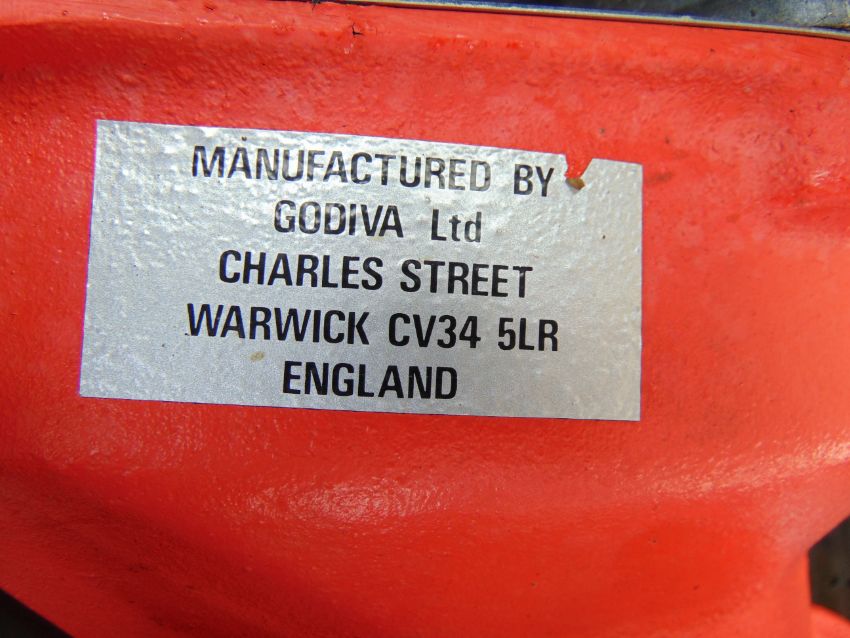 MANUFACTURED BY
GODIVA Ltd
CHARLES STREET
WARWICK CV34 5LR
ENGLAND